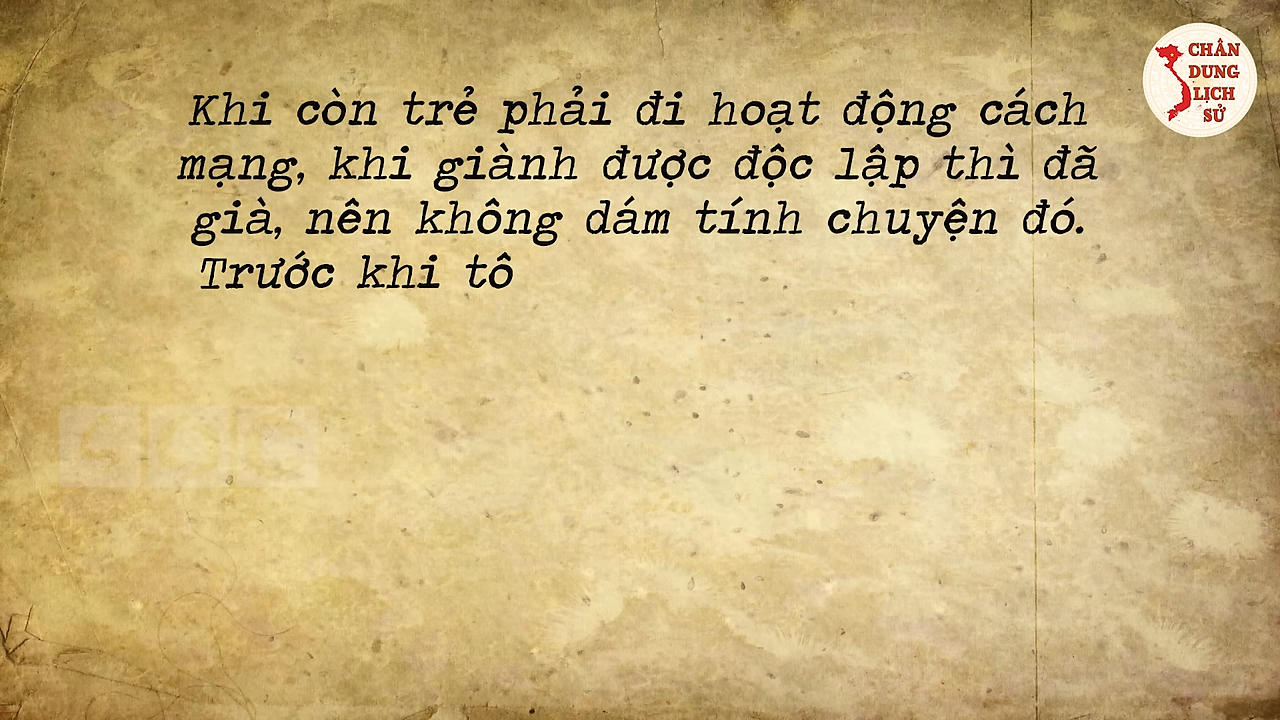 Khi còn trẻ phải đi hoạt động cách
mạng, khi giành được độc lập thì đã
già, nên không dám tính chuyện đó.
Trước khi tô
CHÂN
DUNG
LỊCH
SỬ